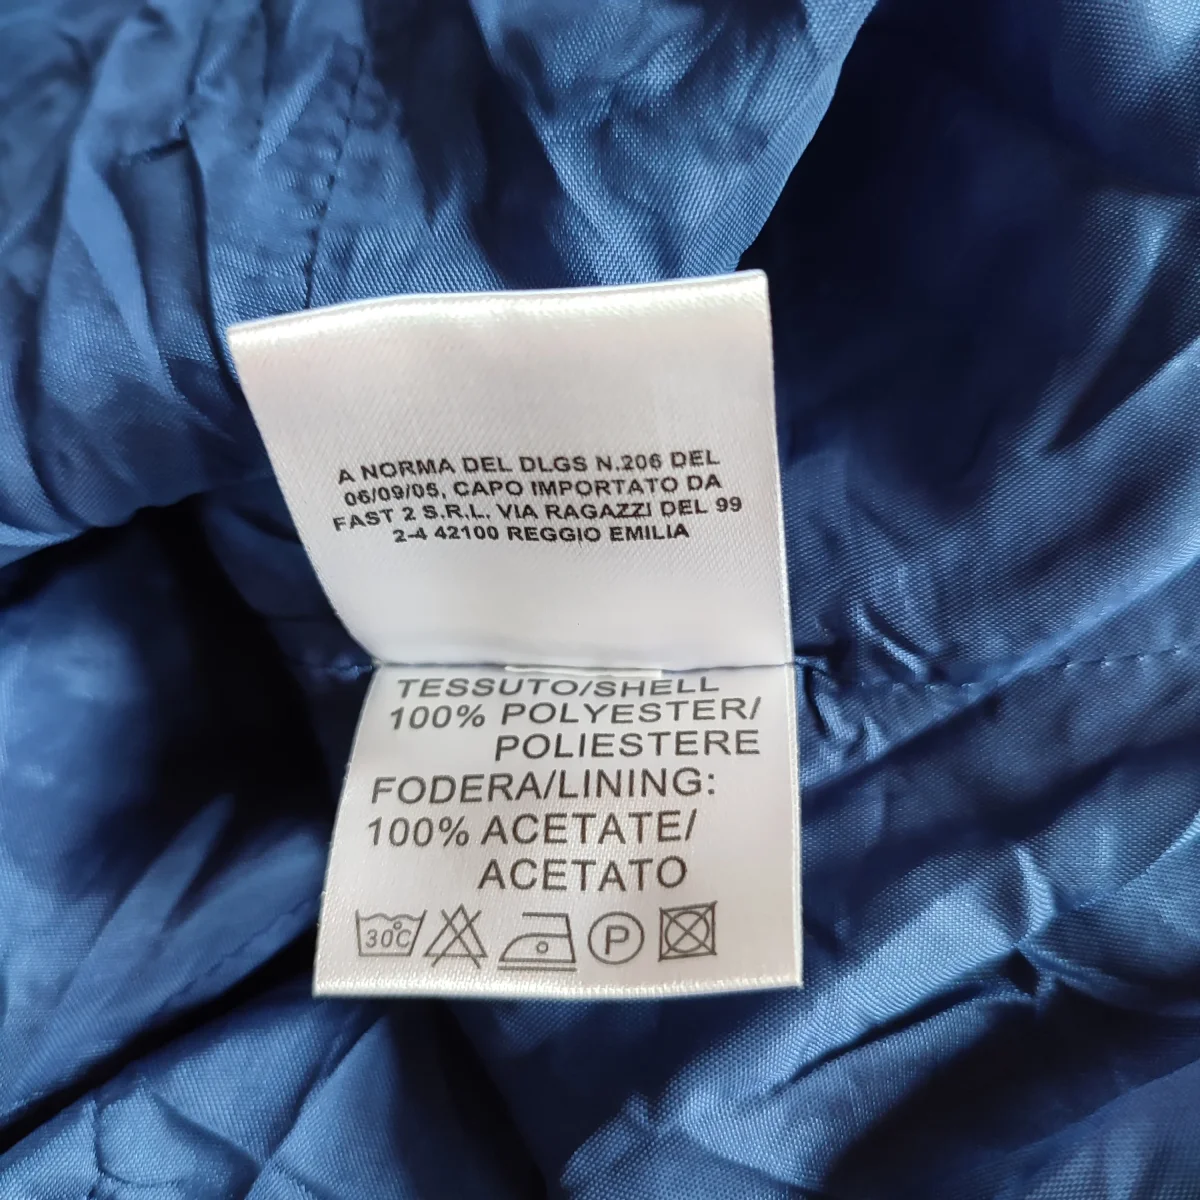 A NORMA DEL DLGS N.206 DEL
06/09/05, CAPO IMPORTATO DA
FAST 2 S.R.L. VIA RAGAZZI DEL 99
2-4 42100 REGGIO EMILIA
TESSUTO/SHELL
100% POLYESTER/
POLIESTERE
FODERA/LINING:
100% ACETATE/
ACETATO
30°C P